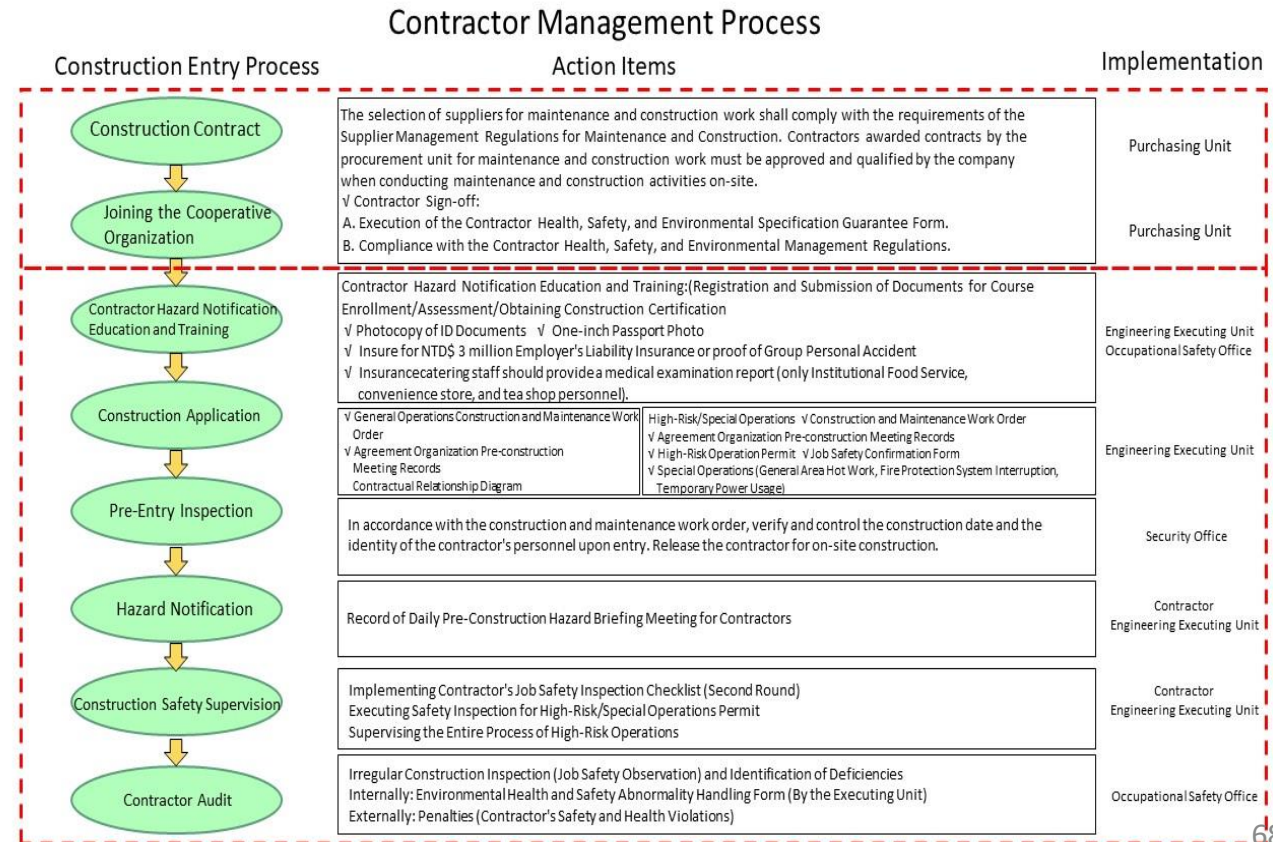 Contractor Management Process
Construction Entry Process
Action Items
Implementation
Construction Contract
Joining the Cooperative
Organization
The selection of suppliers for maintenance and construction work shall comply with the requirements of the
Supplier Management Regulations for Maintenance and Construction. Contractors awarded contracts by the
procurement unit for maintenance and construction work must be approved and qualified by the company
when conducting maintenance and construction activities on-site.
√ Contractor Sign-off:
A. Execution of the Contractor Health, Safety, and Environmental Specification Guarantee Form.
B. Compliance with the Contractor Health, Safety, and Environmental Management Regulations.
Purchasing Unit
Purchasing Unit
Contractor Hazard Notification
Education and Training
Contractor Hazard Notification Education and Training:(Registration and Submission of Documents for Course
Enrollment/Assessment/Obtaining Construction Certification
√ Photocopy of ID Documents √ One-inch Passport Photo
√ Insure for NTD$ 3 million Employer's Liability Insurance or proof of Group Personal Accident
√ Insurancecatering staff should provide a medical examination report (only Institutional Food Service,
convenience store, and tea shop personnel).
Engineering Executing Unit
Occupational Safety Office
Construction Application
√ General Operations Construction and Maintenance Work
Order
√ Agreement Organization Pre-construction
Meeting Records
Contractual Relationship Diagram
High-Risk/Special Operations √ Construction and Maintenance Work Order
√ Agreement Organization Pre-construction Meeting Records
√ High-Risk Operation Permit √ Job Safety Confirmation Form
√ Special Operations (General Area Hot Work, Fire Protection System Interruption,
Temporary Power Usage)
Engineering Executing Unit
Pre-Entry Inspection
In accordance with the construction and maintenance work order, verify and control the construction date and the
identity of the contractor's personnel upon entry. Release the contractor for on-site construction.
Security Office
Hazard Notification
Record of Daily Pre-Construction Hazard Briefing Meeting for Contractors
Contractor
Engineering Executing Unit
Construction Safety Supervision
Implementing Contractor's Job Safety Inspection Checklist (Second Round)
Executing Safety Inspection for High-Risk/Special Operations Permit
Supervising the Entire Process of High-Risk Operations
Contractor
Engineering Executing Unit
Contractor Audit
Irregular Construction Inspection (Job Safety Observation) and Identification of Deficiencies
Internally: Environmental Health and Safety Abnormality Handling Form (By the Executing Unit)
Externally: Penalties (Contractor's Safety and Health Violations)
Occupational Safety Office
68